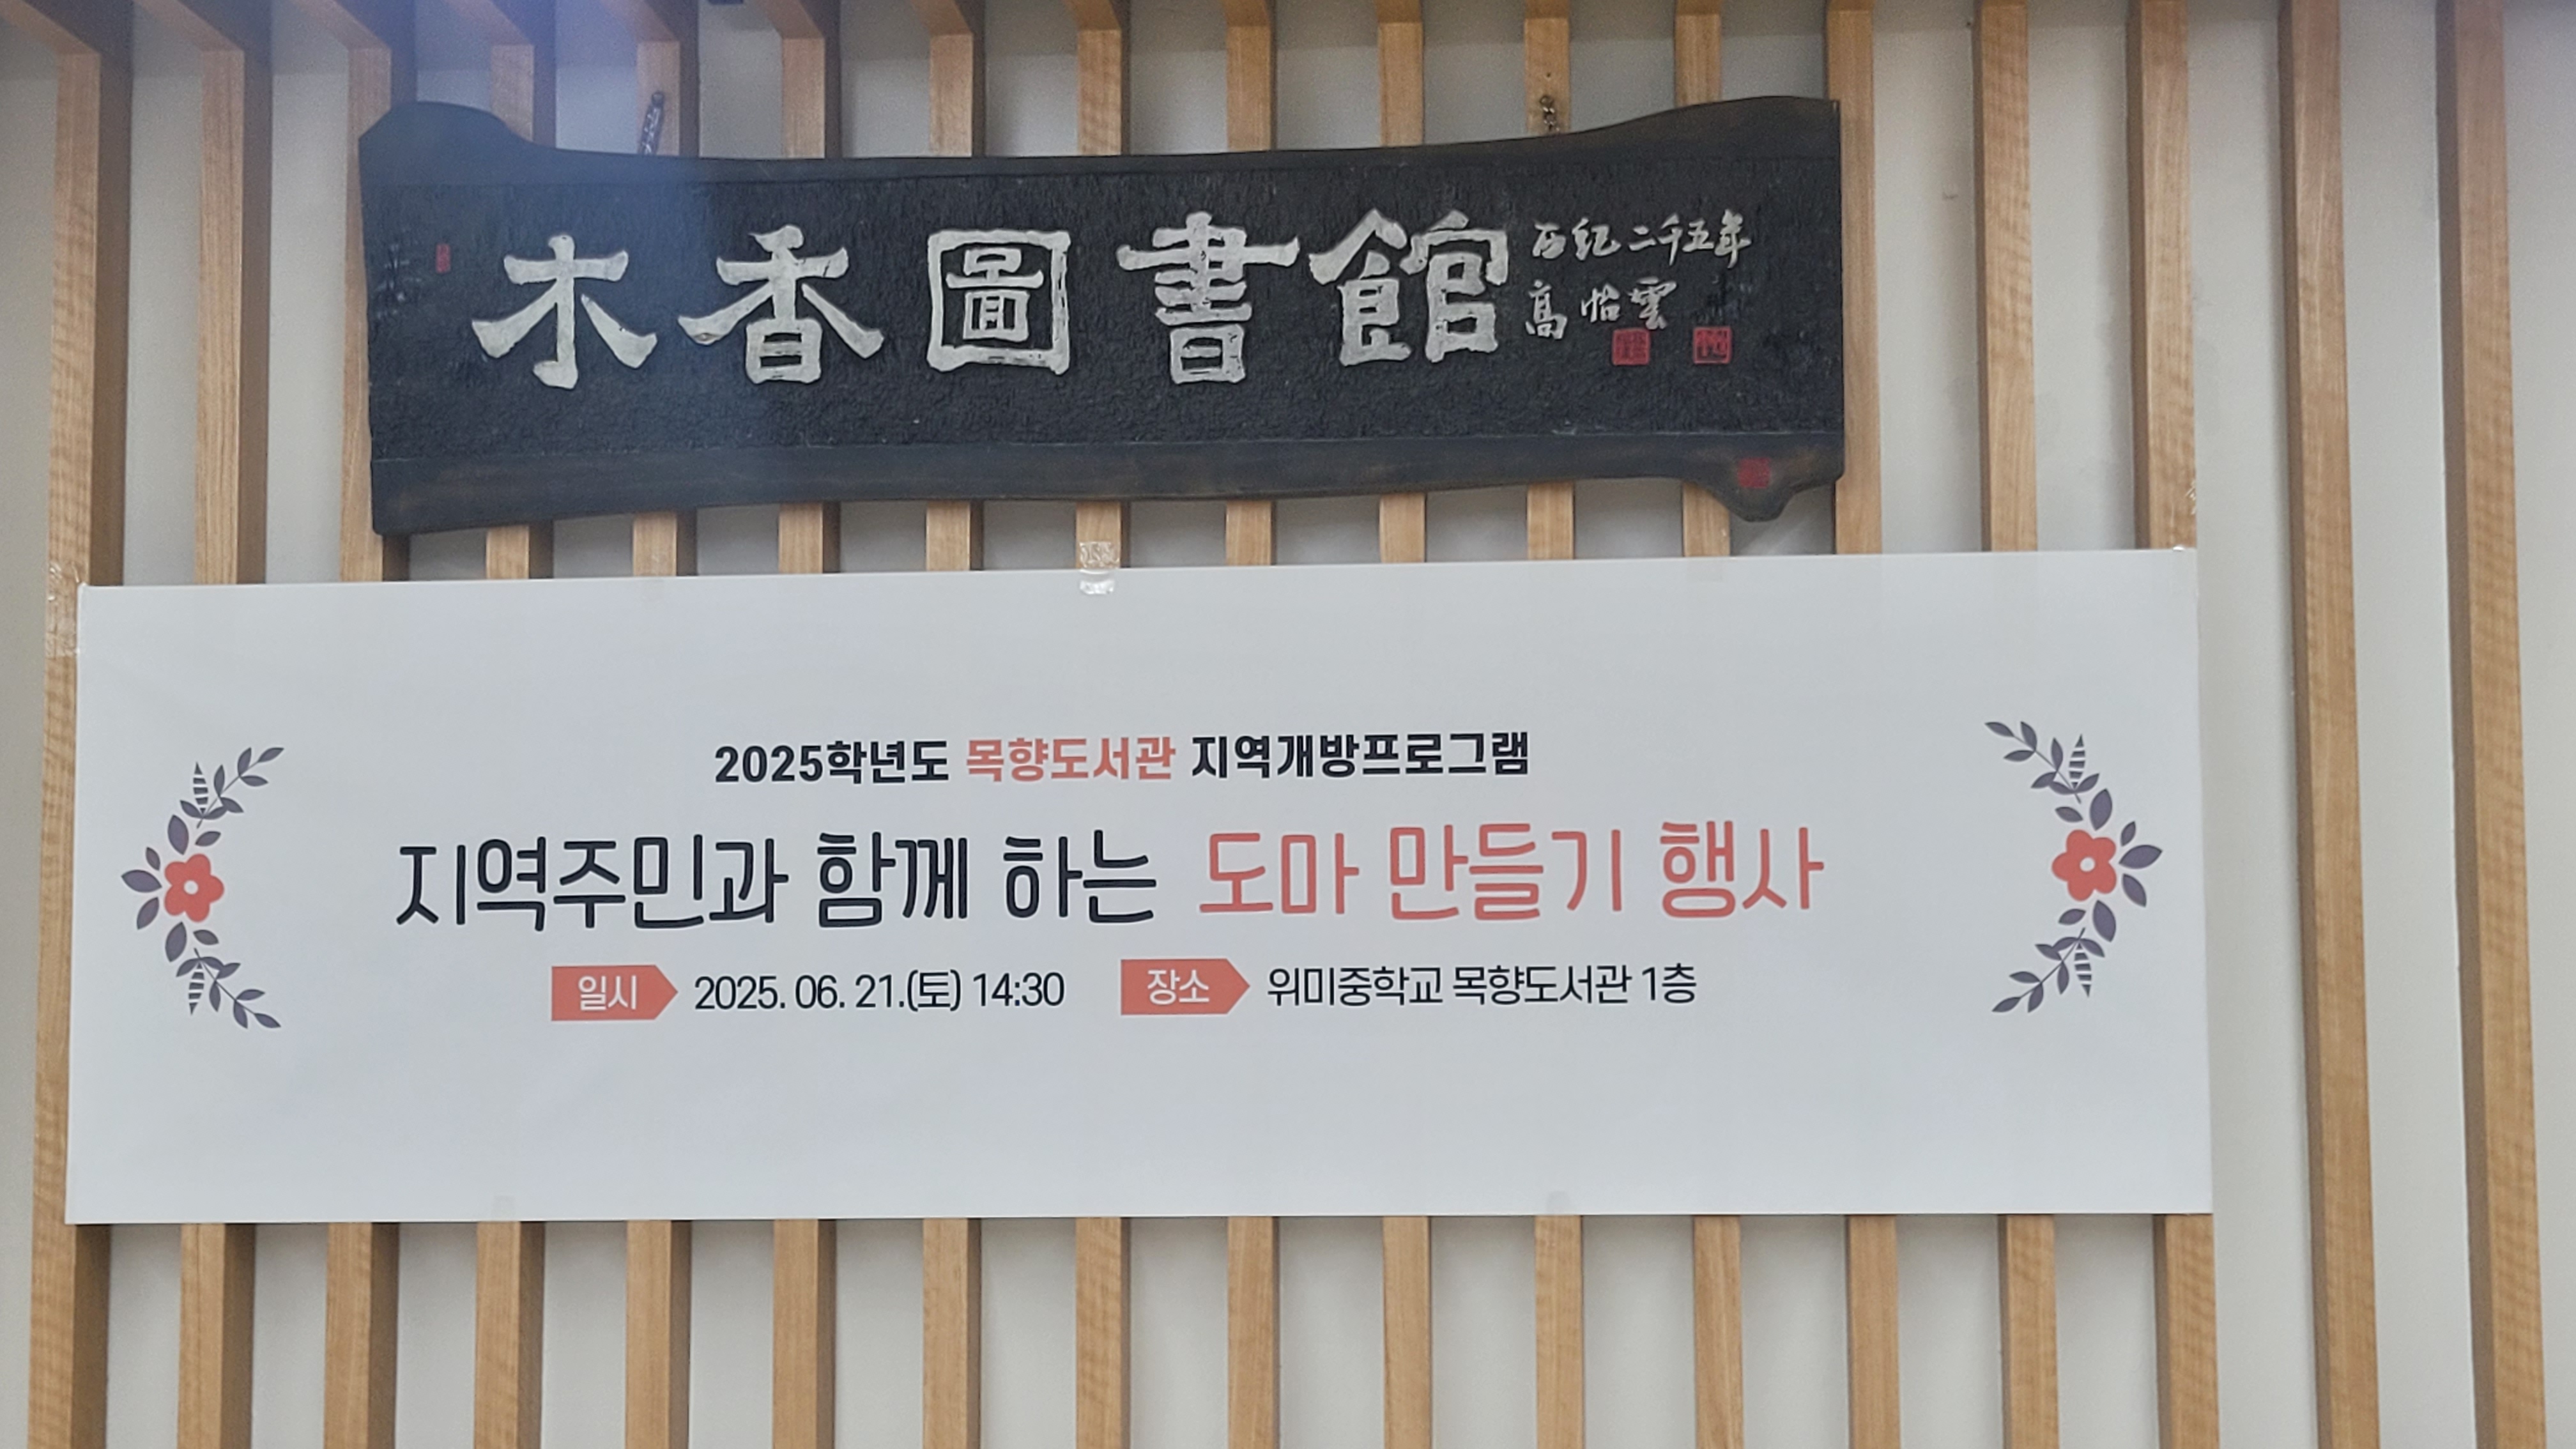 木香圖書館
西紀二千五年
高怡雲
2025학년도 목향도서관 지역개방프로그램
지역주민과 함께 하는 도마 만들기 행사
일시 2025. 06. 21.(토) 14:30 장소 위미중학교 목향도서관 1층